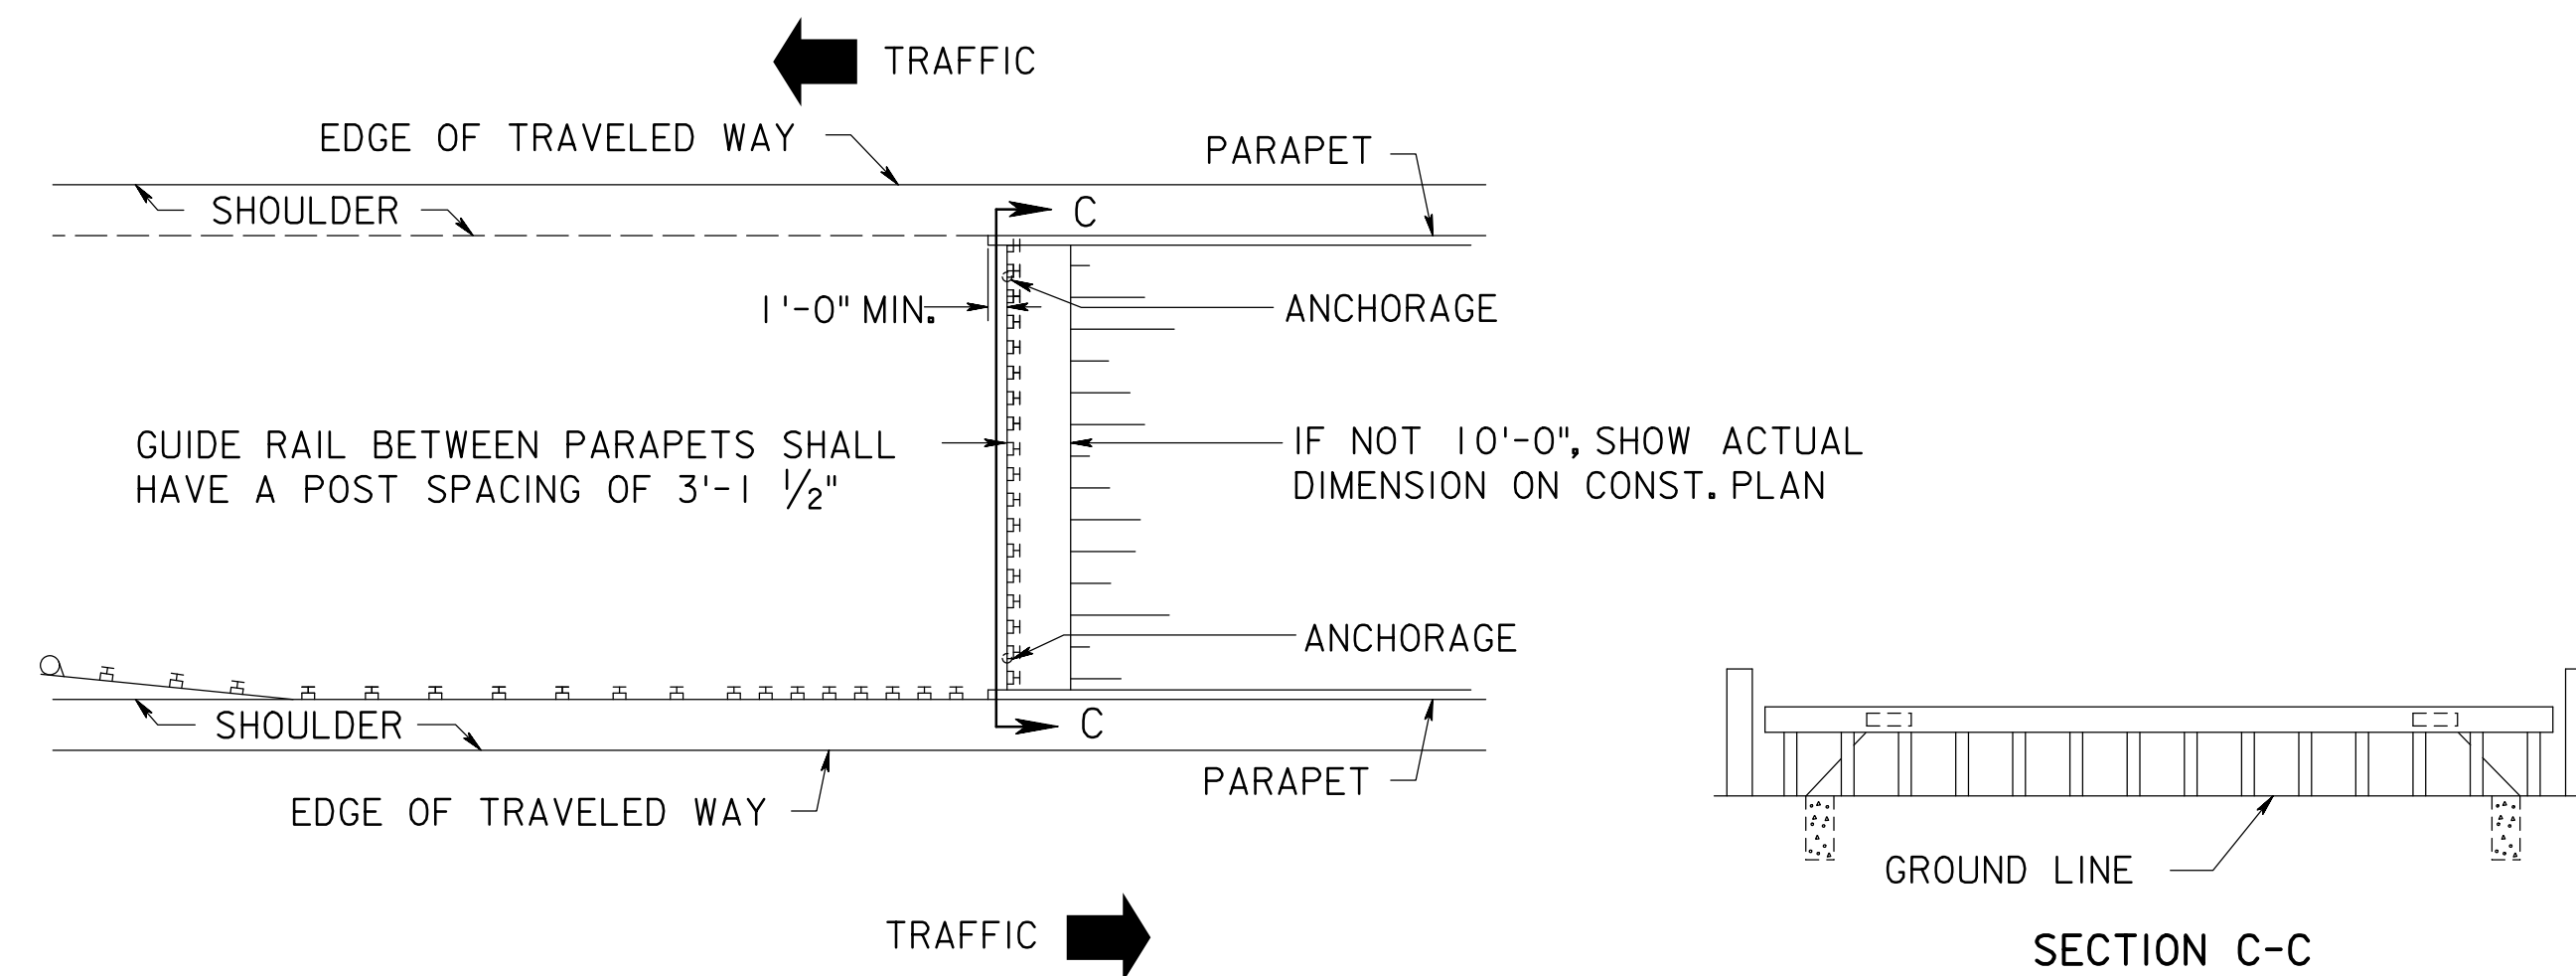 TRAFFIC
EDGE OF TRAVELED WAY
PARAPET
SHOULDER
C
1'-0" MIN.
ANCHORAGE
GUIDE RAIL BETWEEN PARAPETS SHALL
HAVE A POST SPACING OF 3'-1 1/2"
IF NOT 10'-0", SHOW ACTUAL
DIMENSION ON CONST. PLAN
ANCHORAGE
SHOULDER
C
PARAPET
EDGE OF TRAVELED WAY
GROUND LINE
TRAFFIC
SECTION C-C